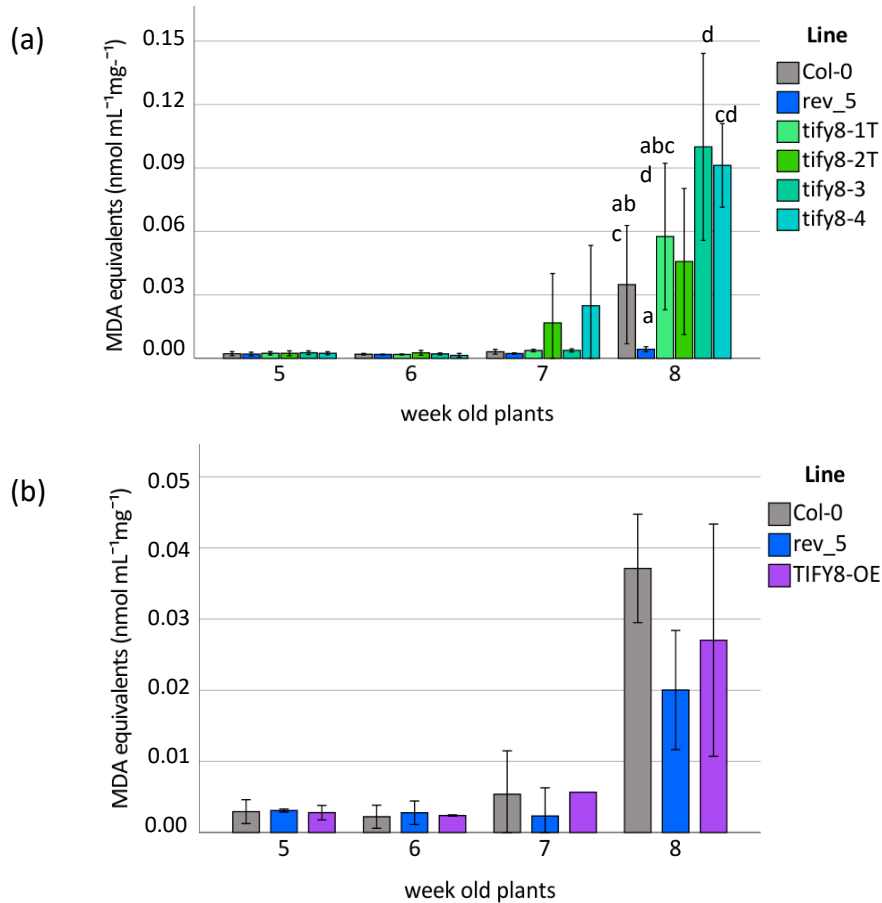 (a)
MDA equivalents (nmol mL⁻¹mg-⁻¹)
0.15
0.12
0.09
0.06
0.03
0.00
d
cd
abc
d
ab
c
a
5
6
7
8
week old plants
Line
Col-0
rev_5
tify8-1T
tify8-2T
tify8-3
tify8-4
(b)
MDA equivalents (nmol mL⁻¹mg⁻¹)
0.05
0.04
0.03
0.02
0.01
0.00
5
6
7
8
week old plants
Line
Col-0
rev_5
TIFY8-OE